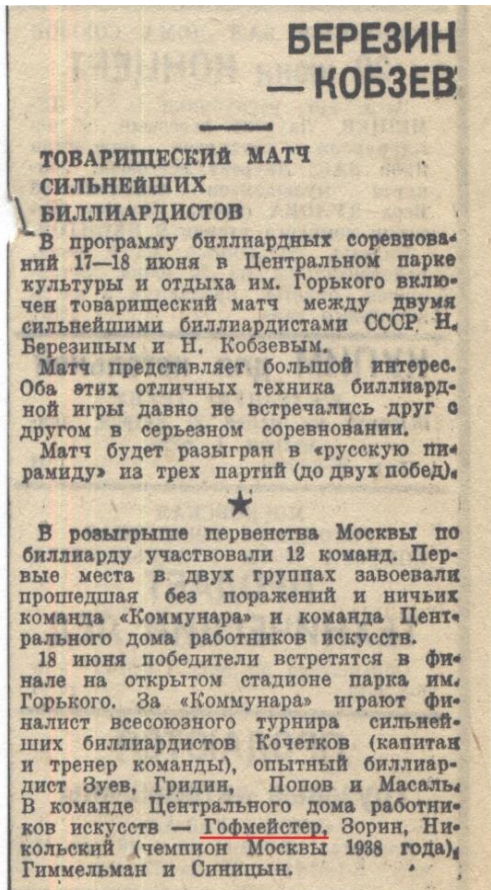 БЕРЕЗИН
— КОБЗЕВ
ТОВАРИЩЕСКИЙ МАТЧ
СИЛЬНЕЙШИХ
БИЛЛИАРДИСТОВ
В программу биллиардных соревнова-
ний 17—18 июня в Центральном парке
культуры и отдыха им. Горького вклю-
чен товарищеский матч между двумя
сильнейшими биллиардистами СССР Н.
Березиным и Н. Кобзевым.
Матч представляет большой интерес.
Оба этих отличных техника биллиард-
ной игры давно не встречались друг с
другом в серьезном соревновании.
Матч будет разыгран в «русскую пи-
рамиду» из трех партий (до двух побед).
★
В розыгрыше первенства Москвы по
биллиарду участвовали 12 команд. Пер-
вые места в двух группах завоевали
прошедшая без поражений и ничьих
команда «Коммунара» и команда Цент-
рального дома работников искусств.
18 июня победители встретятся в фи-
нале на открытом стадионе парка им.
Горького. За «Коммунара» играют фи-
налист всесоюзного турнира сильней-
ших биллиардистов Кочетков (капитан
и тренер команды), опытный биллиар-
дист Зуев, Гридин, Попов и Масаль.
В команде Центрального дома работни-
ков искусств — Гофмейстер, Зорин, Ни-
кольский (чемпион Москвы 1938 года),
Гиммельман и Синицын.